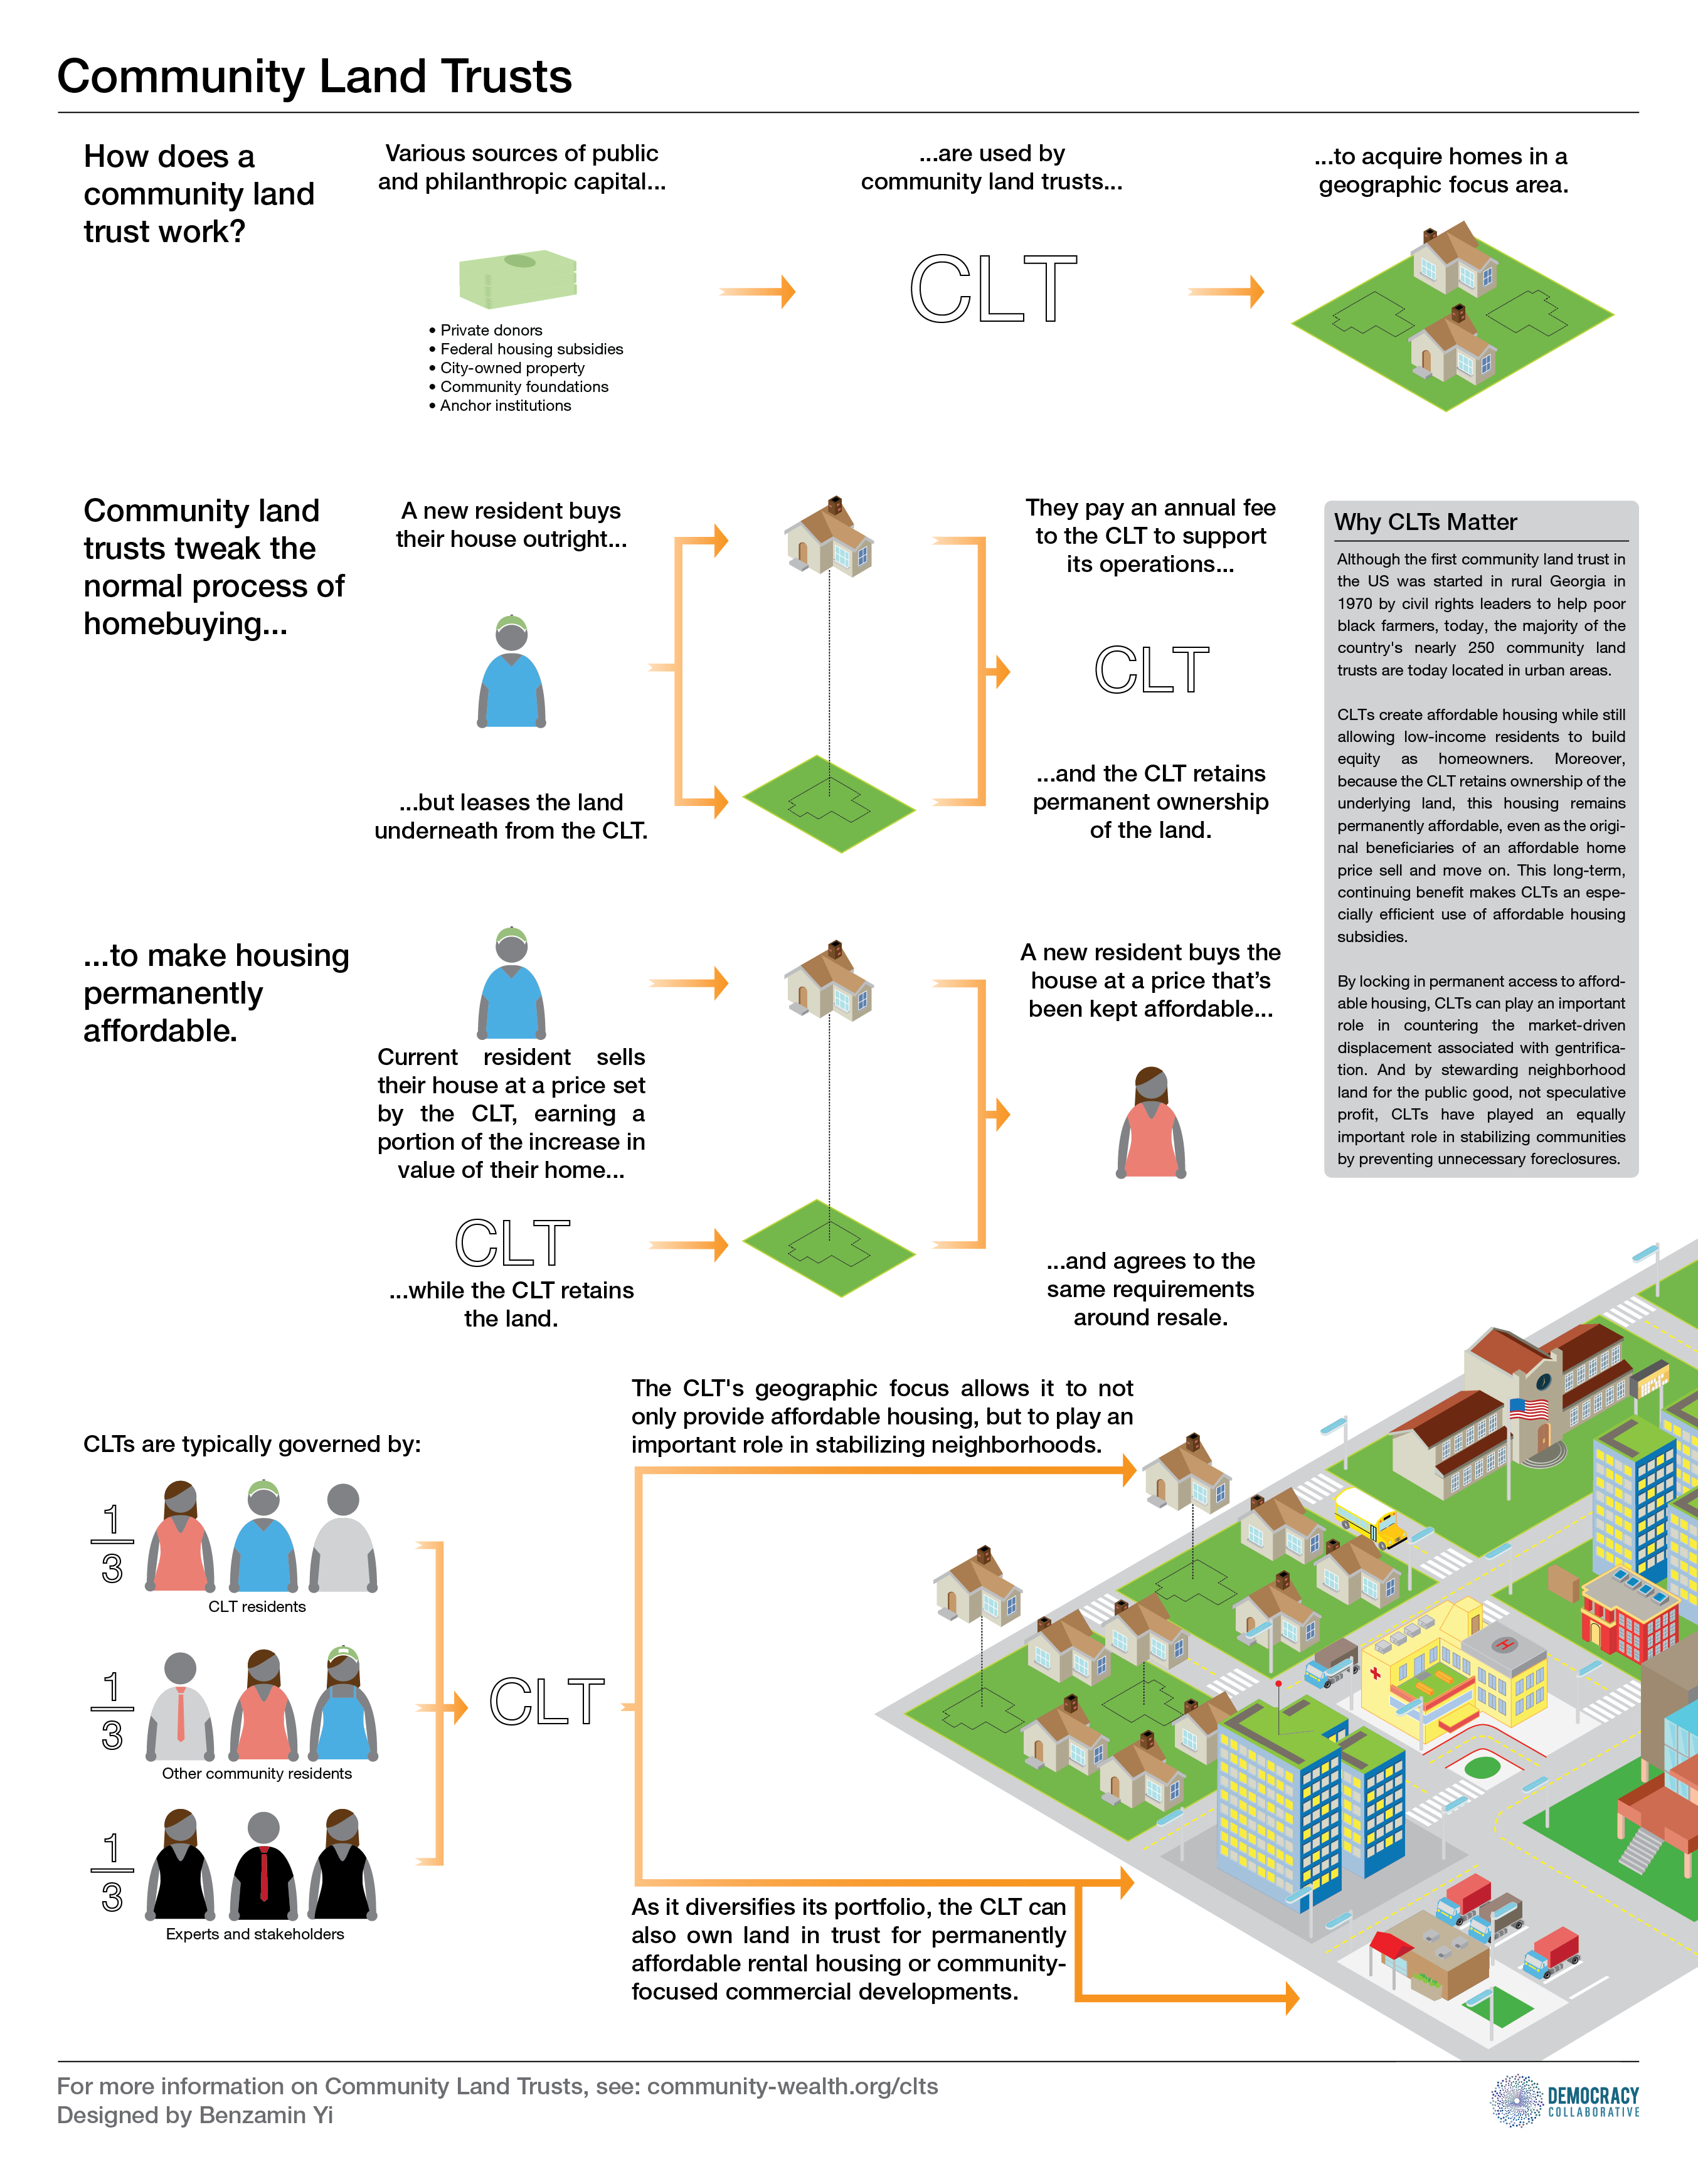 Community Land Trusts
How does a
community land
trust work?
Various sources of public
and philanthropic capital...
• Private donors
• Federal housing subsidies
• City-owned property
• Community foundations
• Anchor institutions
...are used by
community land trusts...
CLT
...to acquire homes in a
geographic focus area.
Community land
trusts tweak the
normal process of
homebuying...
A new resident buys
their house outright...
...but leases the land
underneath from the CLT.
They pay an annual fee
to the CLT to support
its operations...
CLT
...and the CLT retains
permanent ownership
of the land.
Why CLTs Matter
Although the first community land trust in
the US was started in rural Georgia in
1970 by civil rights leaders to help poor
black farmers, today, the majority of the
country's nearly 250 community land
trusts are today located in urban areas.
CLTs create affordable housing while still
allowing low-income residents to build
equity as homeowners. Moreover,
because the CLT retains ownership of the
underlying land, this housing remains
permanently affordable, even as the origi-
nal beneficiaries of an affordable home
price sell and move on. This long-term,
continuing benefit makes CLTs an espe-
cially efficient use of affordable housing
subsidies.
By locking in permanent access to afford-
able housing, CLTs can play an important
role in countering the market-driven
displacement associated with gentrifica-
tion. And by stewarding neighborhood
land for the public good, not speculative
profit, CLTs have played an equally
important role in stabilizing communities
by preventing unnecessary foreclosures.
...to make housing
permanently
affordable.
Current resident sells
their house at a price set
by the CLT, earning a
portion of the increase in
value of their home...
CLT
...while the CLT retains
the land.
A new resident buys the
house at a price that's
been kept affordable...
...and agrees to the
same requirements
around resale.
CLTs are typically governed by:
1
3
CLT residents
1
3
Other community residents
1
3
Experts and stakeholders
CLT
The CLT's geographic focus allows it to not
only provide affordable housing, but to play an
important role in stabilizing neighborhoods.
As it diversifies its portfolio, the CLT can
also own land in trust for permanently
affordable rental housing or community-
focused commercial developments.
H
For more information on Community Land Trusts, see: community-wealth.org/clts
Designed by Benzamin Yi
DEMOCRACY
COLLABORATIVE